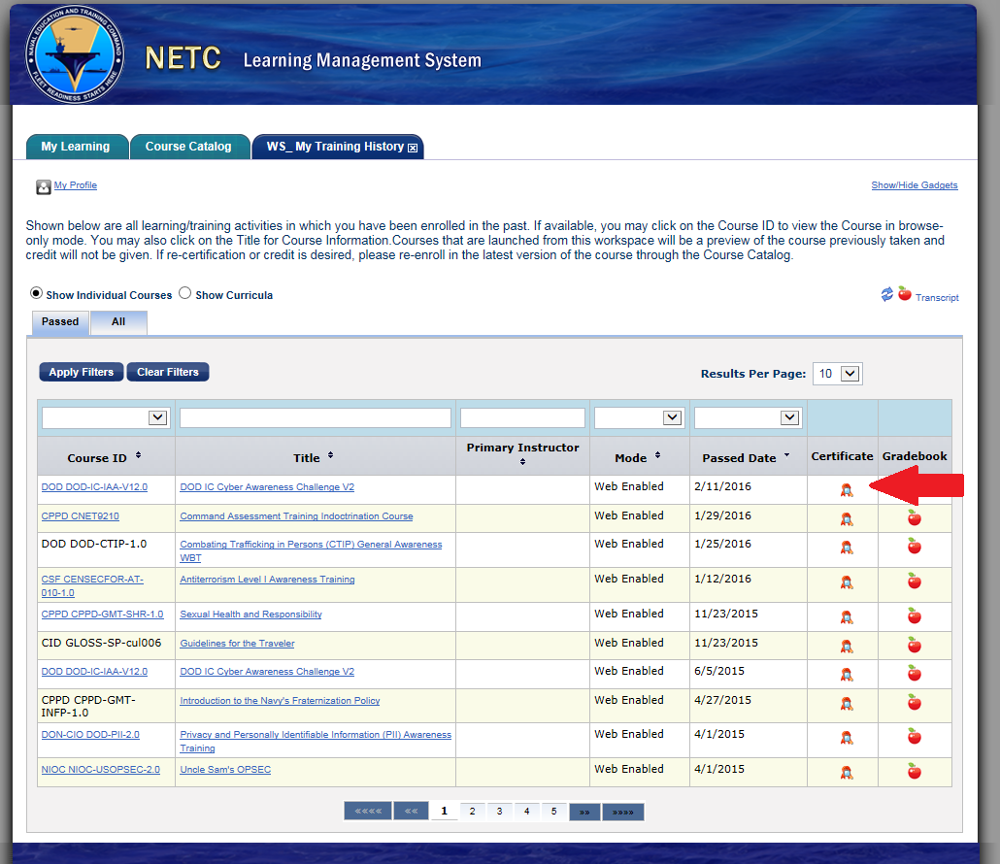 NAVAL EDUCATION AND TRAINING COMMAND
FLEET READINESS STARTS HERE
NETC Learning Management System
My Learning Course Catalog WS_ My Training History
My Profile Show/Hide Gadgets
Shown below are all learning/training activities in which you have been enrolled in the past. If available, you may click on the Course ID to view the Course in browse-
only mode. You may also click on the Title for Course Information.Courses that are launched from this workspace will be a preview of the course previously taken and
credit will not be given. If re-certification or credit is desired, please re-enroll in the latest version of the course through the Course Catalog.
Show Individual Courses Show Curricula Transcript
Passed All
Apply Filters Clear Filters Results Per Page: 10
Course ID Title Primary Instructor Mode Passed Date Certificate Gradebook
DOD DOD-IC-IAA-V12.0 DOD IC Cyber Awareness Challenge V2 Web Enabled 2/11/2016
CPPD CNET9210 Command Assessment Training Indoctrination Course Web Enabled 1/29/2016
DOD DOD-CTIP-1.0 Combating Trafficking in Persons (CTIP) General Awareness Web Enabled 1/25/2016
WBT
CSF CENSECFOR-AT- Antiterrorism Level I Awareness Training Web Enabled 1/12/2016
010-1.0
CPPD CPPD-GMT-SHR-1.0 Sexual Health and Responsibility Web Enabled 11/23/2015
CID GLOSS-SP-cul006 Guidelines for the Traveler Web Enabled 11/23/2015
DOD DOD-IC-IAA-V12.0 DOD IC Cyber Awareness Challenge V2 Web Enabled 6/5/2015
CPPD CPPD-GMT- Introduction to the Navy's Fraternization Policy Web Enabled 4/27/2015
INFP-1.0
DON-CIO DOD-PII-2.0 Privacy and Personally Identifiable Information (PII) Awareness Web Enabled 4/1/2015
Training
NIOC NIOC-USOPSEC-2.0 Uncle Sam's OPSEC Web Enabled 4/1/2015
«««« «« 1 2 3 4 5 »» »»»»